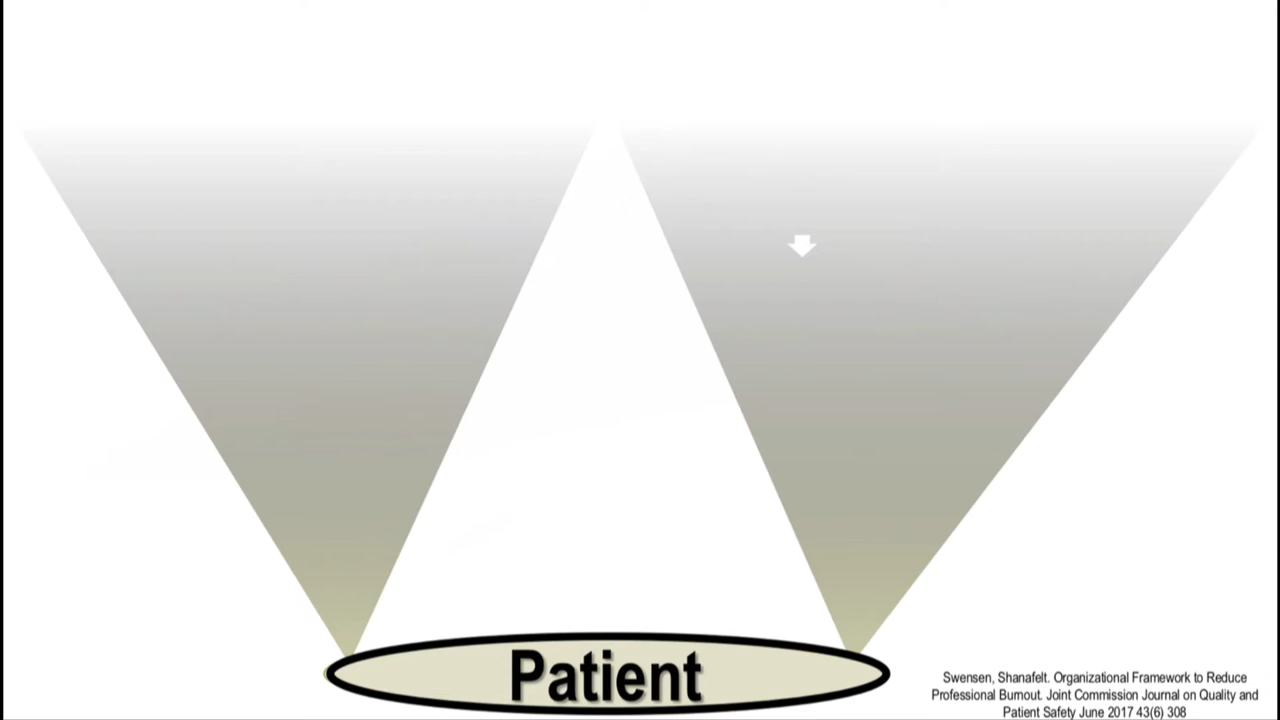 Patient
Swensen, Shanafelt. Organizational Framework to Reduce
Professional Burnout. Joint Commission Journal on Quality and
Patient Safety June 2017 43(6) 308